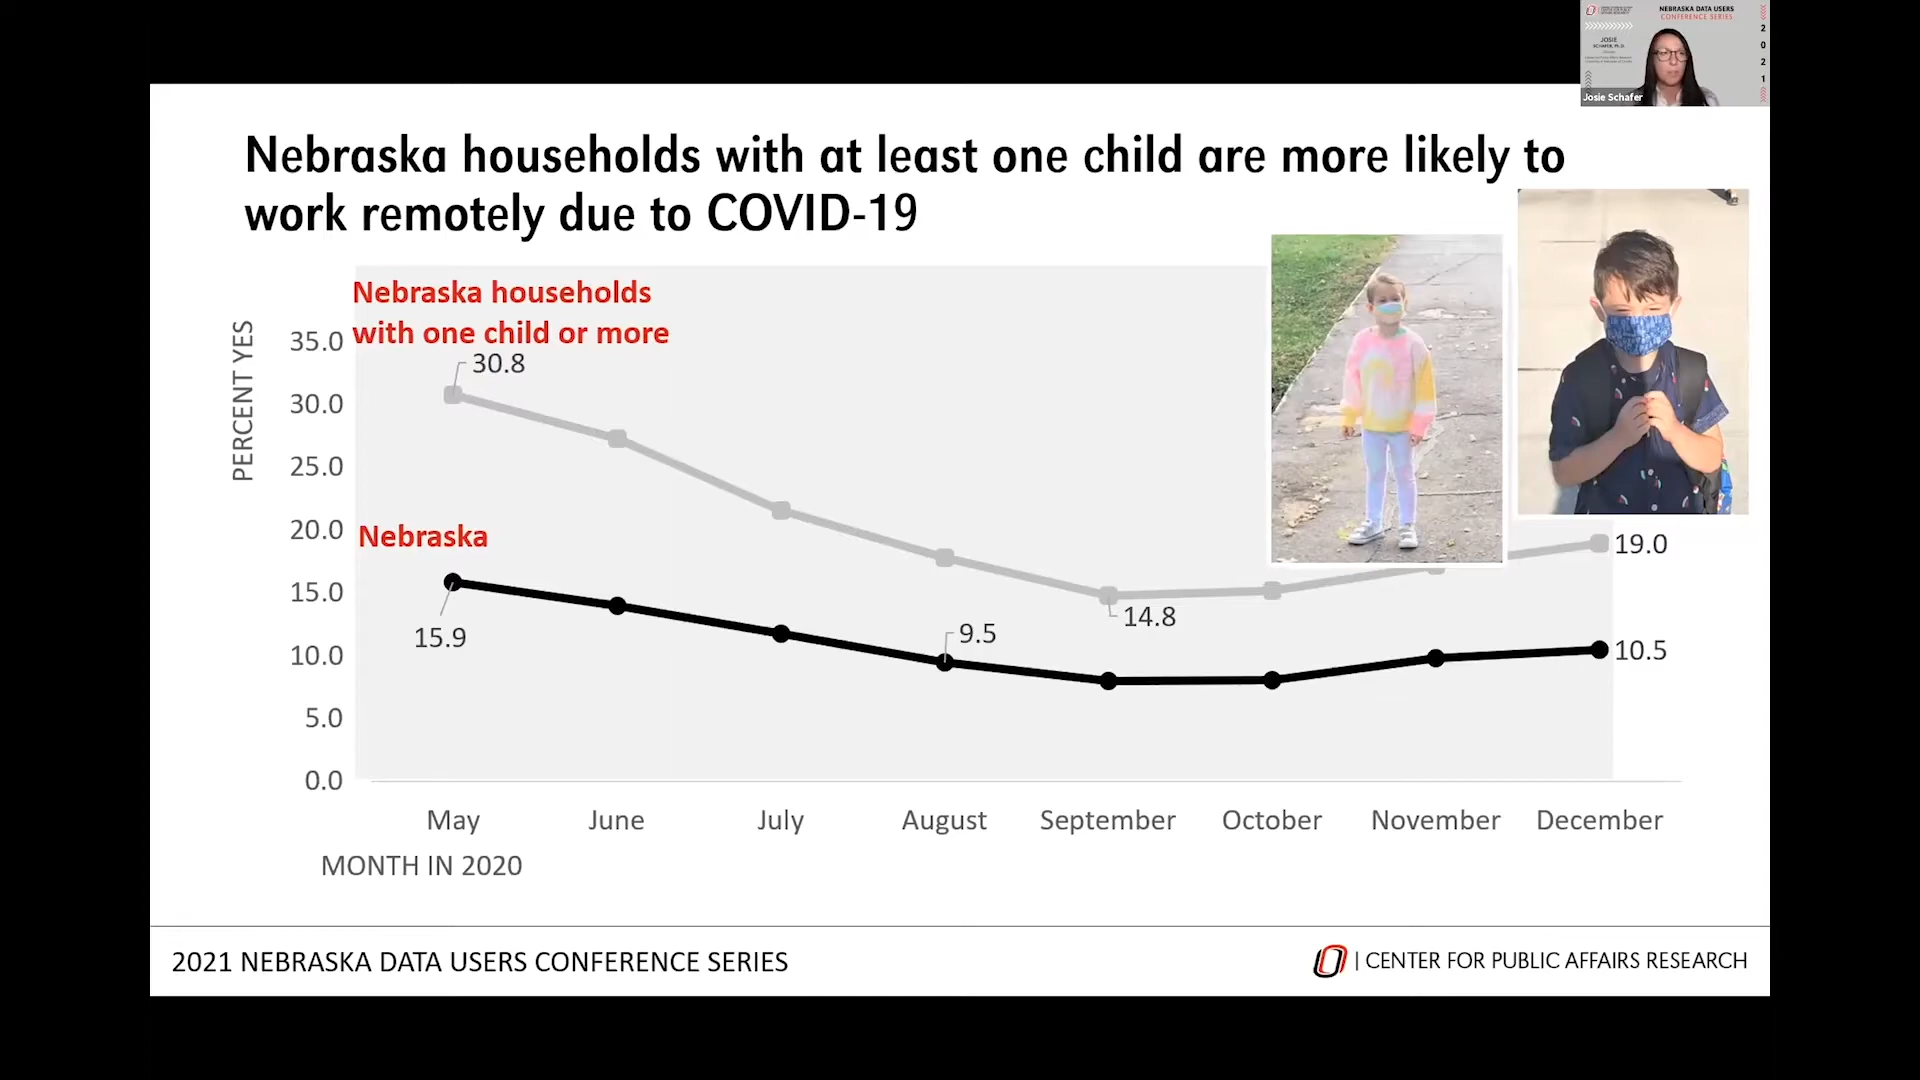 NEBRASKA DATA USERS
CONFERENCE SERIES
JOSIE
SCHAFER, Ph.D.
2021
Josie Schafer
Nebraska households with at least one child are more likely to
work remotely due to COVID-19
Nebraska households
with one child or more
PERCENT YES
35.0
30.0
25.0
20.0
15.0
10.0
5.0
0.0
30.8
Nebraska
15.9
9.5
14.8
19.0
10.5
May June July August September October November December
MONTH IN 2020
2021 NEBRASKA DATA USERS CONFERENCE SERIES
O | CENTER FOR PUBLIC AFFAIRS RESEARCH